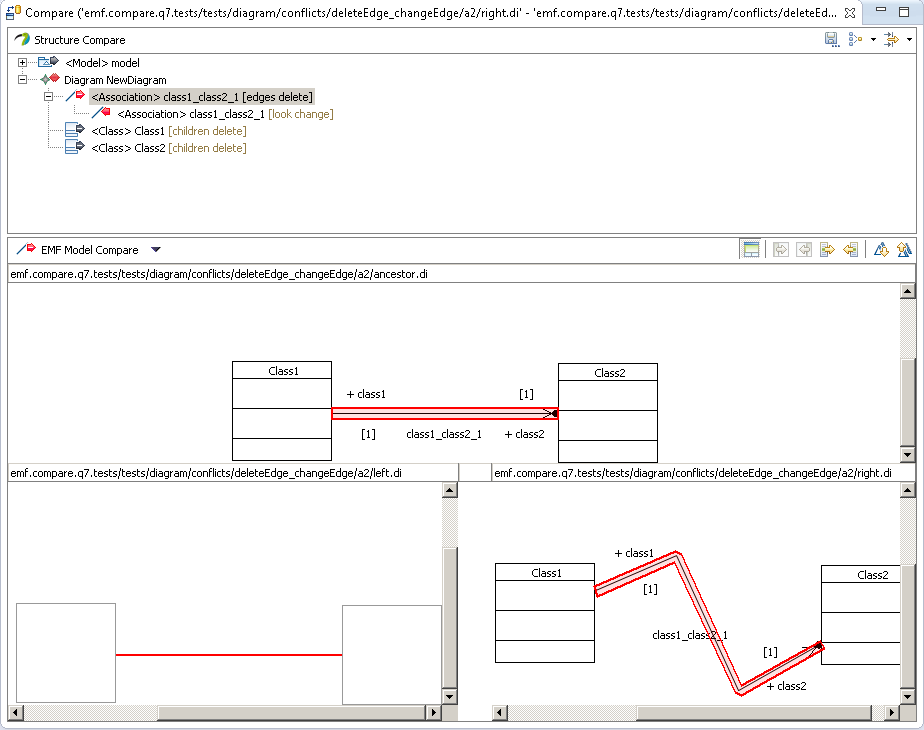 Compare ('emf.compare.q7.tests/tests/diagram/conflicts/deleteEdge_changeEdge/a2/right.di' - 'emf.compare.q7.tests/tests/diagram/conflicts/deleteEd...
Structure Compare
<Model> model
Diagram NewDiagram
<Association> class1_class2_1 [edges delete]
<Association> class1_class2_1 [look change]
<Class> Class1 [children delete]
<Class> Class2 [children delete]
EMF Model Compare
emf.compare.q7.tests/tests/diagram/conflicts/deleteEdge_changeEdge/a2/ancestor.di
Class1
Class2
+ class1
[1]
[1]
class1_class2_1
+ class2
emf.compare.q7.tests/tests/diagram/conflicts/deleteEdge_changeEdge/a2/left.di
emf.compare.q7.tests/tests/diagram/conflicts/deleteEdge_changeEdge/a2/right.di
+ class1
Class1
Class2
[1]
class1_class2_1
[1]
+ class2